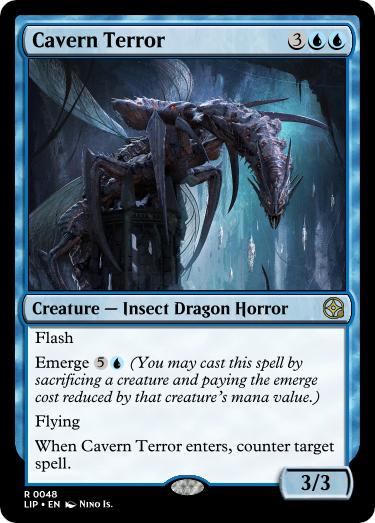 Cavern Terror 3
Creature — Insect Dragon Horror
Flash
Emerge 5 (You may cast this spell by
sacrificing a creature and paying the emerge
cost reduced by that creature's mana value.)
Flying
When Cavern Terror enters, counter target
spell.
3/3
R 0048
LIP • EN Nino Is.